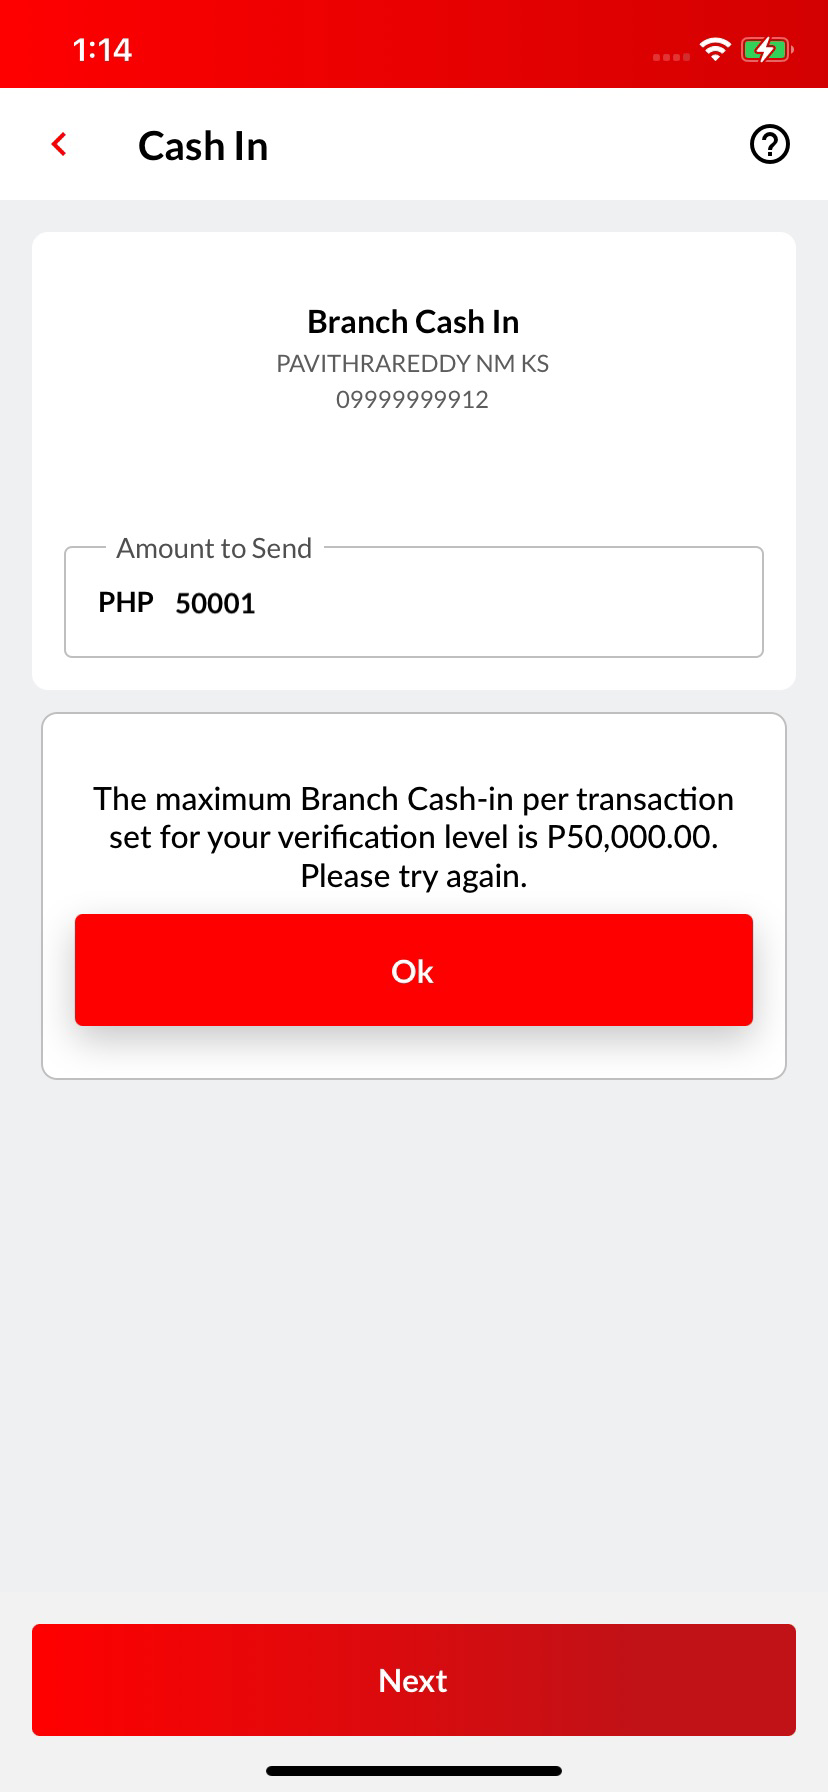 1:14
Cash In
Branch Cash In
PAVITHRAREDDY NM KS
09999999912
Amount to Send
PHP 50001
The maximum Branch Cash-in per transaction
set for your verification level is P50,000.00.
Please try again.
Ok
Next